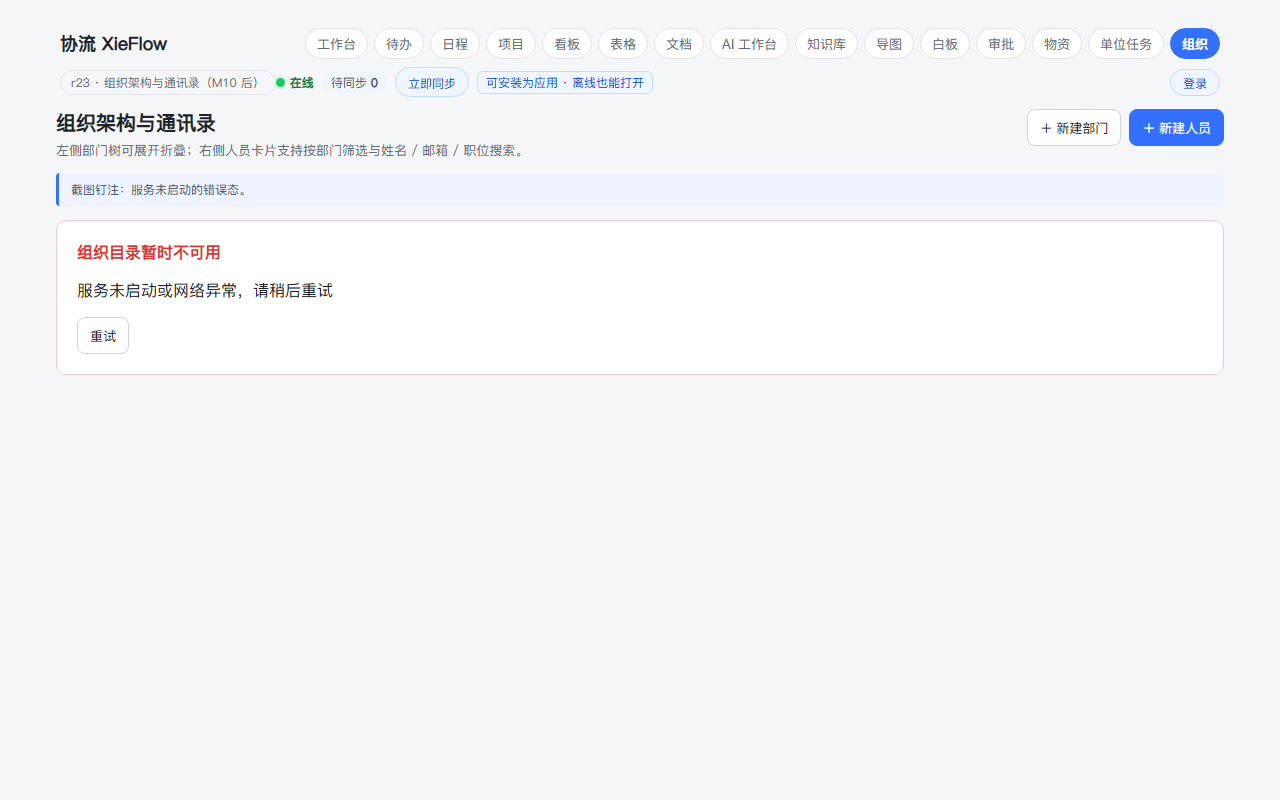 协流 XieFlow
工作台 待办 日程 项目 看板 表格 文档 AI 工作台 知识库 导图 白板 审批 物资 单位任务 组织
r23 · 组织架构与通讯录（M10 后） 在线 待同步 0 立即同步 可安装为应用 · 离线也能打开 登录
组织架构与通讯录
左侧部门树可展开折叠；右侧人员卡片支持按部门筛选与姓名 / 邮箱 / 职位搜索。
＋ 新建部门 ＋ 新建人员
截图钉注：服务未启动的错误态。
组织目录暂时不可用
服务未启动或网络异常，请稍后重试
重试